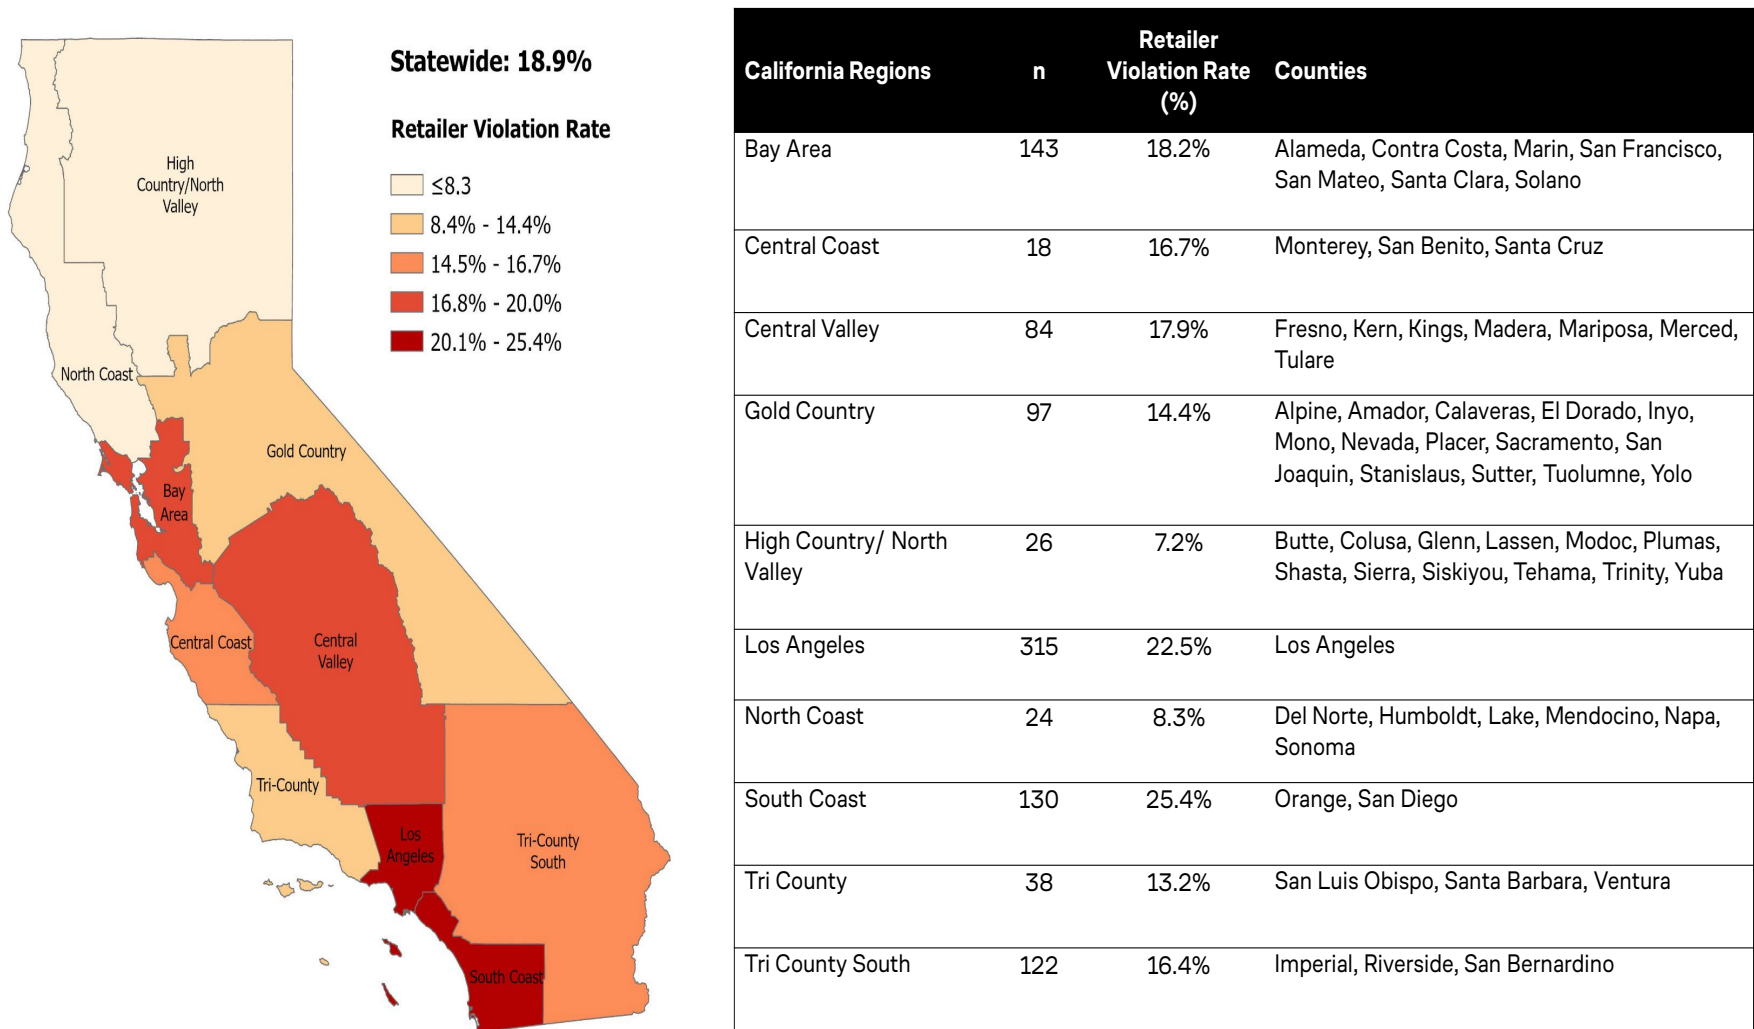 Statewide: 18.9%
Retailer Violation Rate
≤8.3
8.4% - 14.4%
14.5% - 16.7%
16.8% - 20.0%
20.1% - 25.4%
High
Country/North
Valley
North Coast
Gold Country
Bay
Area
Central Coast
Central
Valley
Tri-County
Los
Angeles
Tri-County
South
South Coast
California Regions n Retailer Violation Rate (%) Counties
Bay Area 143 18.2% Alameda, Contra Costa, Marin, San Francisco,
San Mateo, Santa Clara, Solano
Central Coast 18 16.7% Monterey, San Benito, Santa Cruz
Central Valley 84 17.9% Fresno, Kern, Kings, Madera, Mariposa, Merced,
Tulare
Gold Country 97 14.4% Alpine, Amador, Calaveras, El Dorado, Inyo,
Mono, Nevada, Placer, Sacramento, San
Joaquin, Stanislaus, Sutter, Tuolumne, Yolo
High Country/ North 26 7.2% Butte, Colusa, Glenn, Lassen, Modoc, Plumas,
Valley Shasta, Sierra, Siskiyou, Tehama, Trinity, Yuba
Los Angeles 315 22.5% Los Angeles
North Coast 24 8.3% Del Norte, Humboldt, Lake, Mendocino, Napa,
Sonoma
South Coast 130 25.4% Orange, San Diego
Tri County 38 13.2% San Luis Obispo, Santa Barbara, Ventura
Tri County South 122 16.4% Imperial, Riverside, San Bernardino